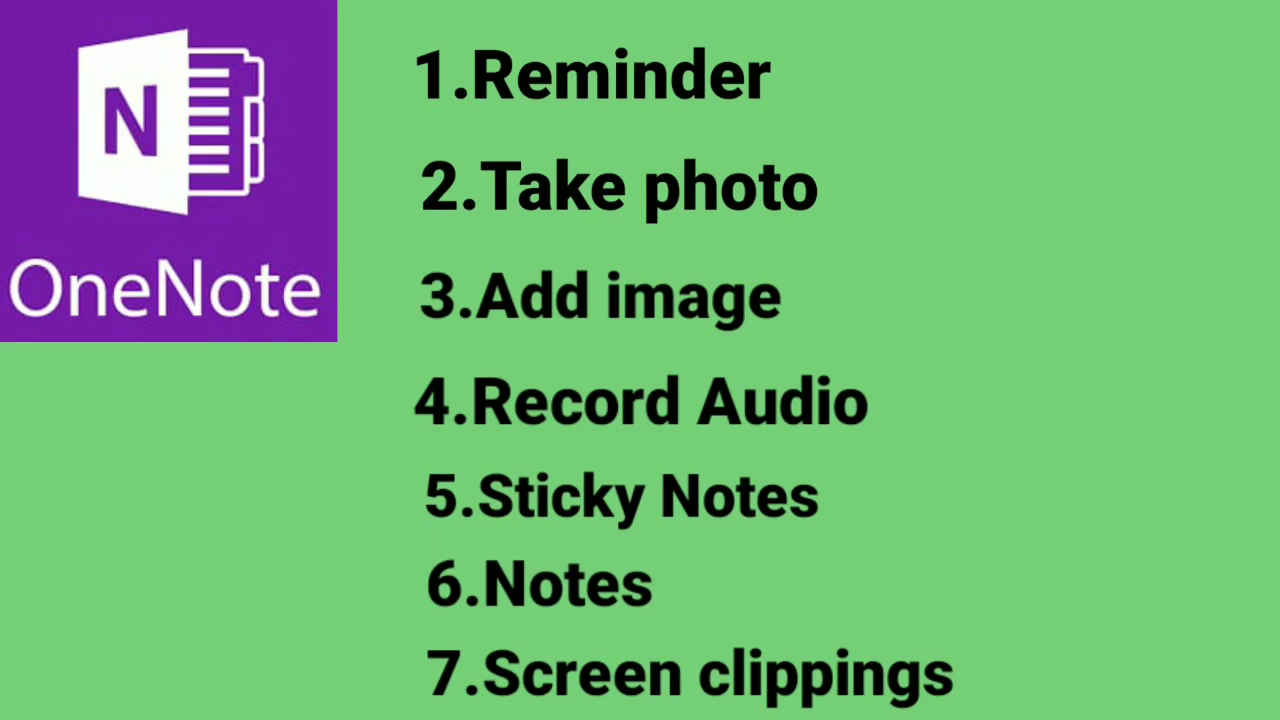 N
OneNote
1.Reminder
2.Take photo
3.Add image
4.Record Audio
5.Sticky Notes
6.Notes
7.Screen clippings